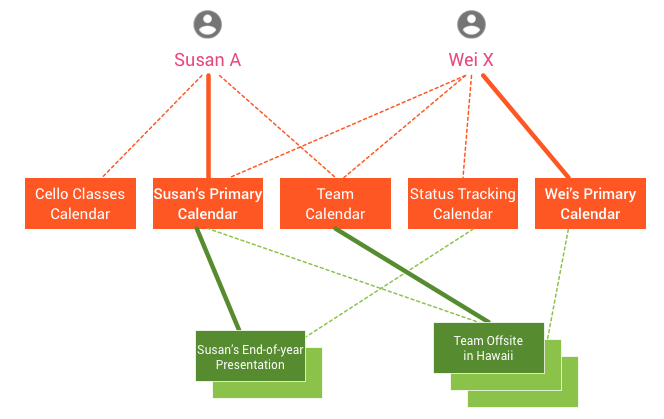 Susan A
Wei X
Cello Classes
Calendar
Susan's Primary
Calendar
Team
Calendar
Status Tracking
Calendar
Wei's Primary
Calendar
Susan's End-of-year
Presentation
Team Offsite
in Hawaii